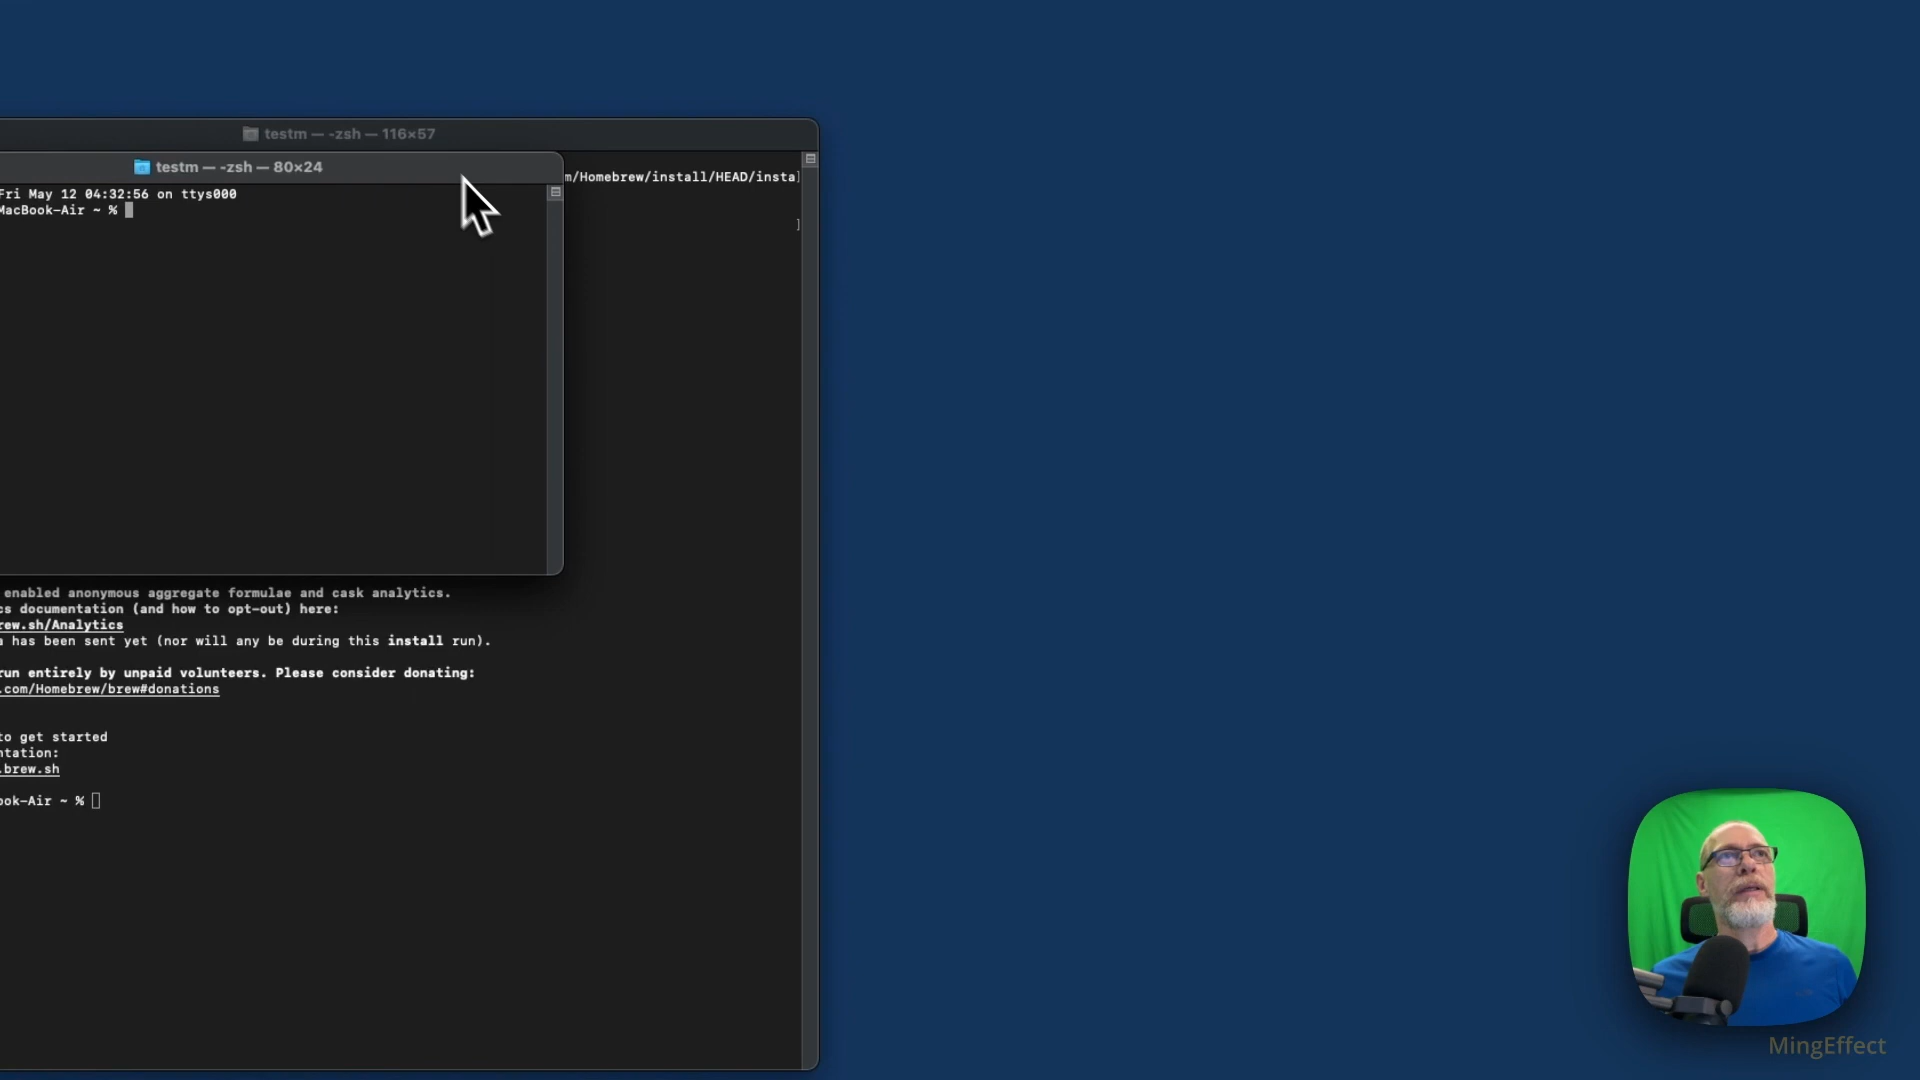 testm — -zsh — 116×57
testm — -zsh — 80×24
m/Homebrew/install/HEAD/insta]
Fri May 12 04:32:56 on ttys000
MacBook-Air ~ %
]
enabled anonymous aggregate formulae and cask analytics.
cs documentation (and how to opt-out) here:
rew.sh/Analytics
a has been sent yet (nor will any be during this install run).
run entirely by unpaid volunteers. Please consider donating:
.com/Homebrew/brew#donations
to get started
ntation:
.brew.sh
ook-Air ~ %
MingEffect